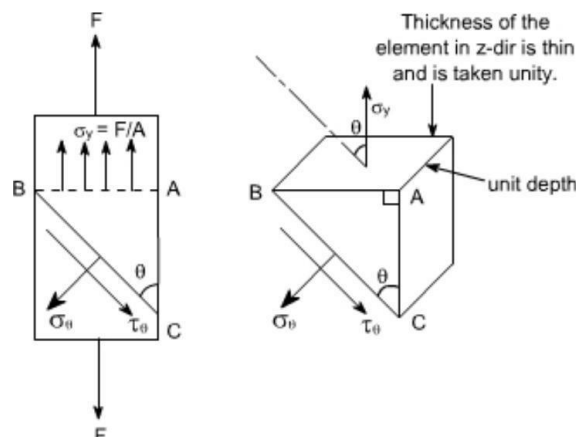 F
Thickness of the
element in z-dir is thin
and is taken unity.
σy = F/A
θ
σy
B
A
B
A
unit depth
θ
θ
σθ
τθ
C
σθ
τθ
C
F